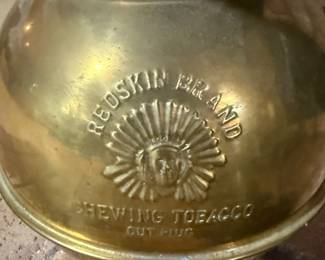 REDSKIN BRAND
CHEWING TOBACCO
CUT PLUG